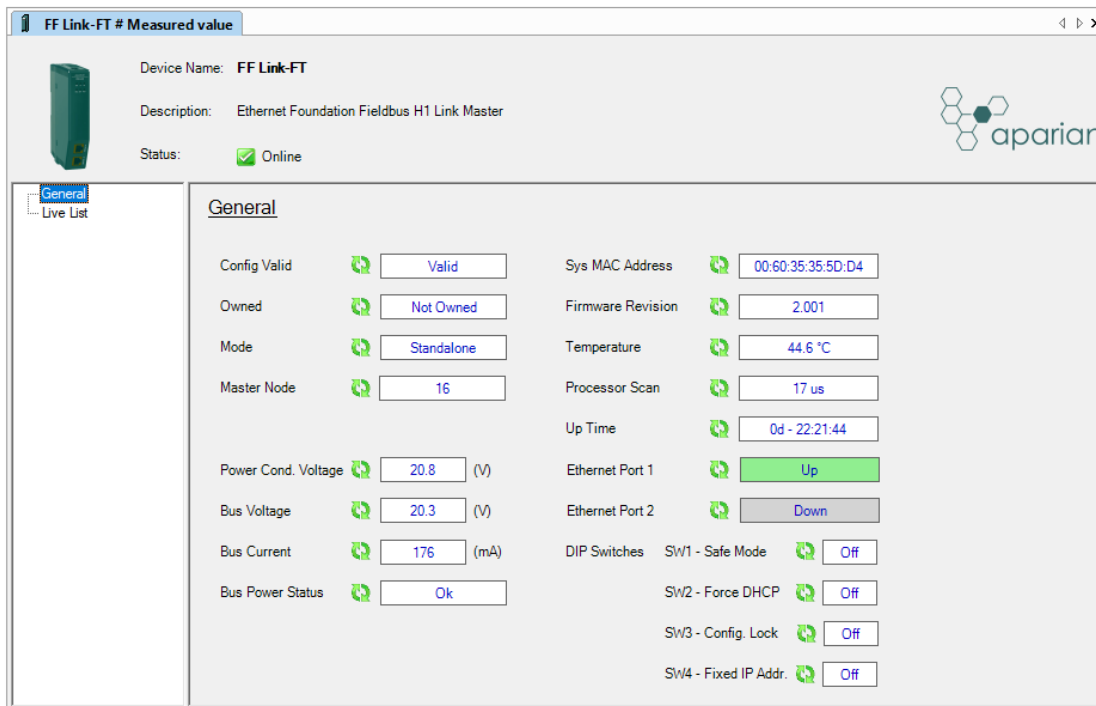 FF Link-FT # Measured value
Device Name: FF Link-FT
Description: Ethernet Foundation Fieldbus H1 Link Master
Status: Online
aparian
General
Live List
General
Config Valid Valid Sys MAC Address 00:60:35:35:5D:D4
Owned Not Owned Firmware Revision 2.001
Mode Standalone Temperature 44.6 °C
Master Node 16 Processor Scan 17 us
Up Time 0d - 22:21:44
Power Cond. Voltage 20.8 (V) Ethernet Port 1 Up
Bus Voltage 20.3 (V) Ethernet Port 2 Down
Bus Current 176 (mA) DIP Switches SW1 - Safe Mode Off
Bus Power Status Ok SW2 - Force DHCP Off
SW3 - Config. Lock Off
SW4 - Fixed IP Addr. Off